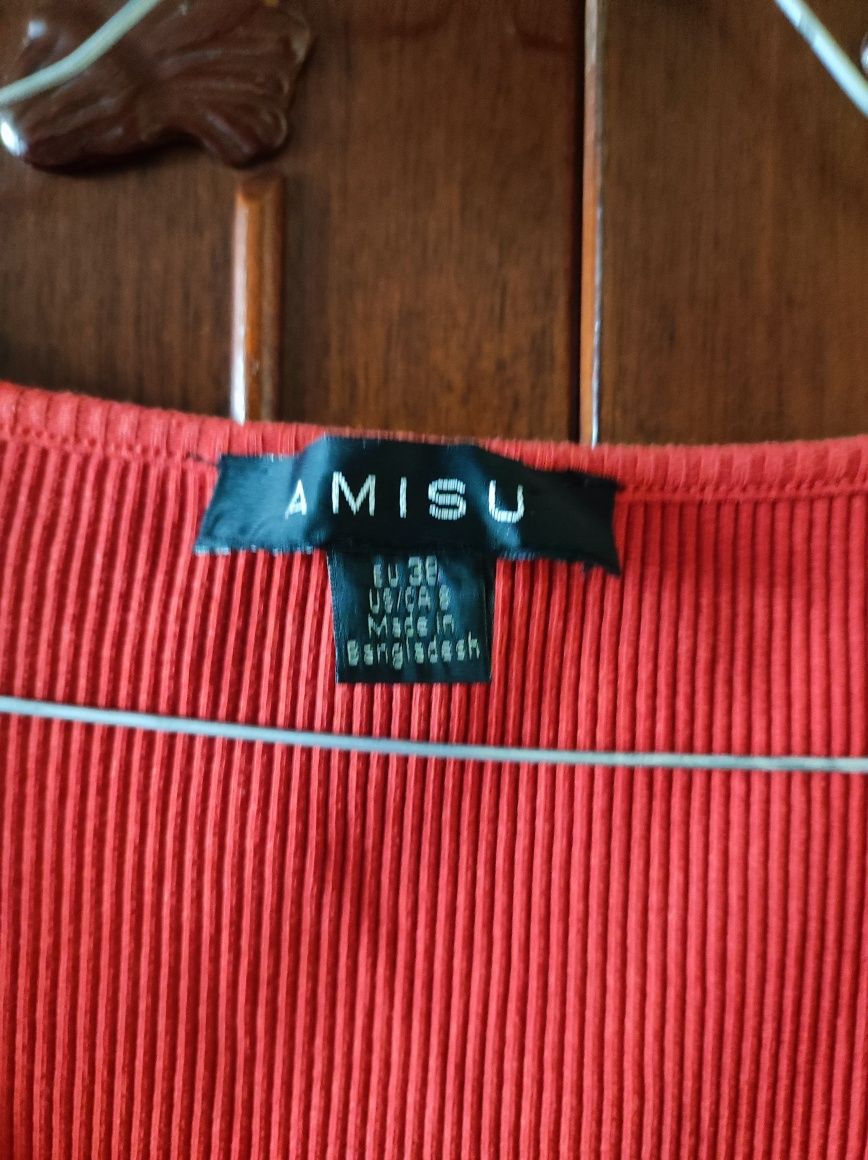 AMISU
EU 38
US/CA 8
Made in
Bangladesh